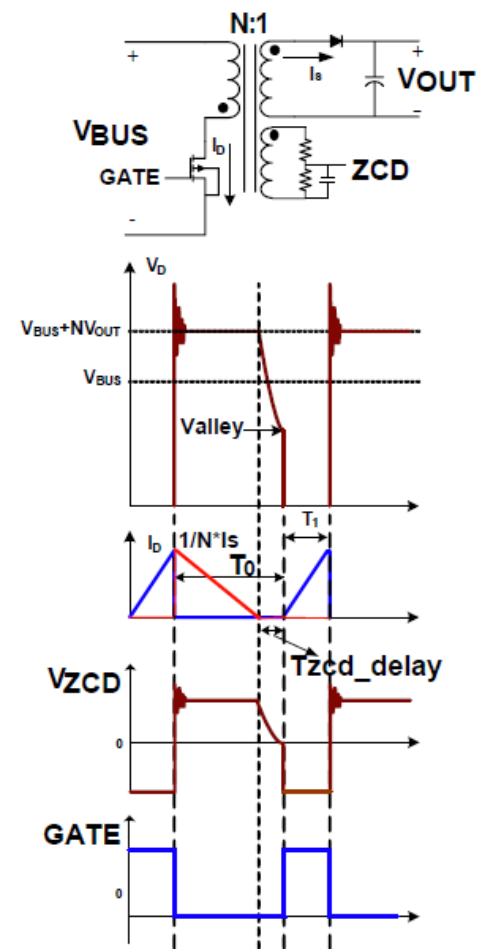 N:1
+
Is
+
VOUT
-
VBUS
ID
GATE
ZCD
-
VD
VBUS+NVOUT
VBUS
Valley
T1
ID
1/N*Is
T0
Tzcd_delay
VZCD
0
GATE
0